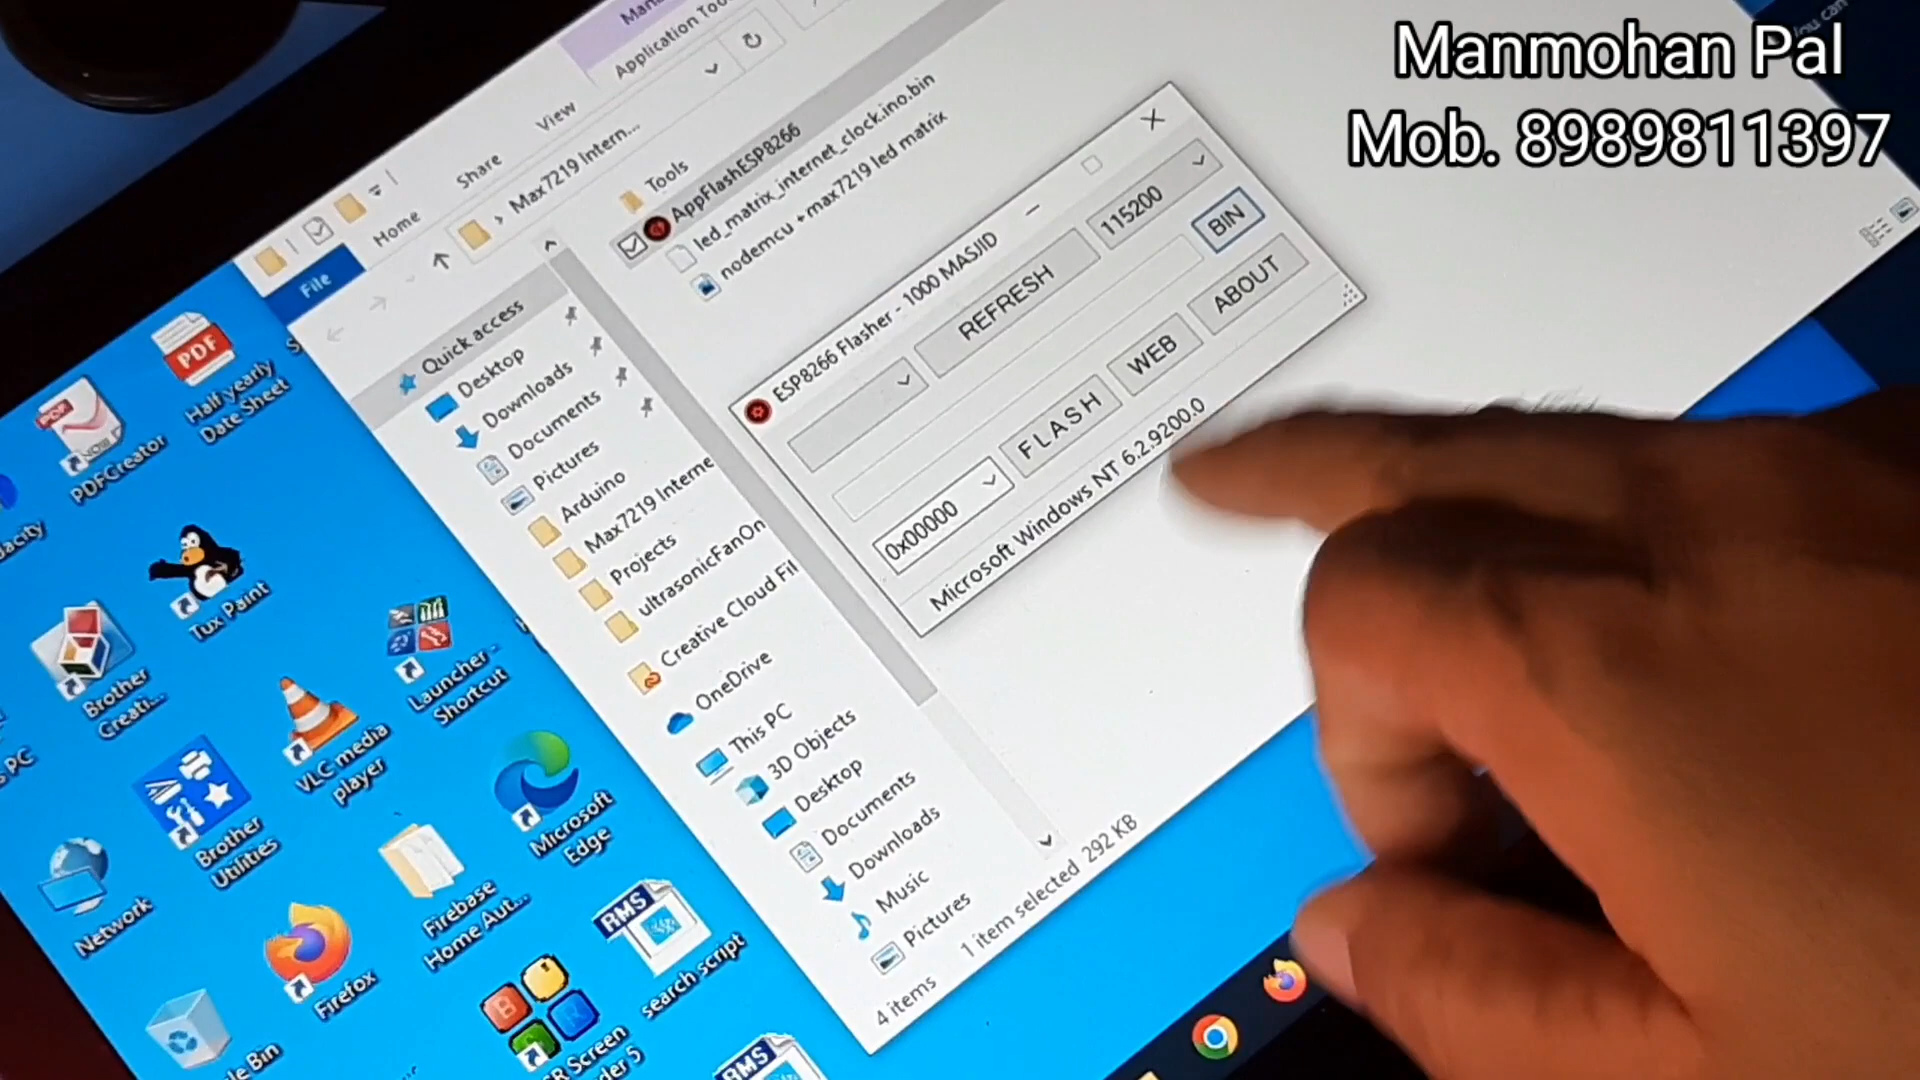 Manmohan Pal
Mob. 8989811397
Application
View
Share
Home
File
Max7219 Intern...
Tools
AppFlashESP8266
led_matrix_internet_clock.ino.bin
nodemcu + max7219 led matrix
ESP8266 Flasher - 1000 MASJID
REFRESH
115200
BIN
0x00000
FLASH
WEB
ABOUT
Microsoft Windows NT 6.2.9200.0
Quick access
Desktop
Downloads
Documents
Pictures
Arduino
Max7219 Interne
Projects
ultrasonicFanOn
Creative Cloud Fil
OneDrive
This PC
3D Objects
Desktop
Documents
Downloads
Music
Pictures
4 items
1 item selected 292 KB
PDF
Half yearly
Date Sheet
PDFCreator
Tux Paint
Brother
Creati...
Launcher -
Shortcut
VLC media
player
Brother
Utilities
Microsoft
Edge
Network
Firebase
Home Aut...
Firefox
RMS
search script
Screen
RMS
Bin
PC